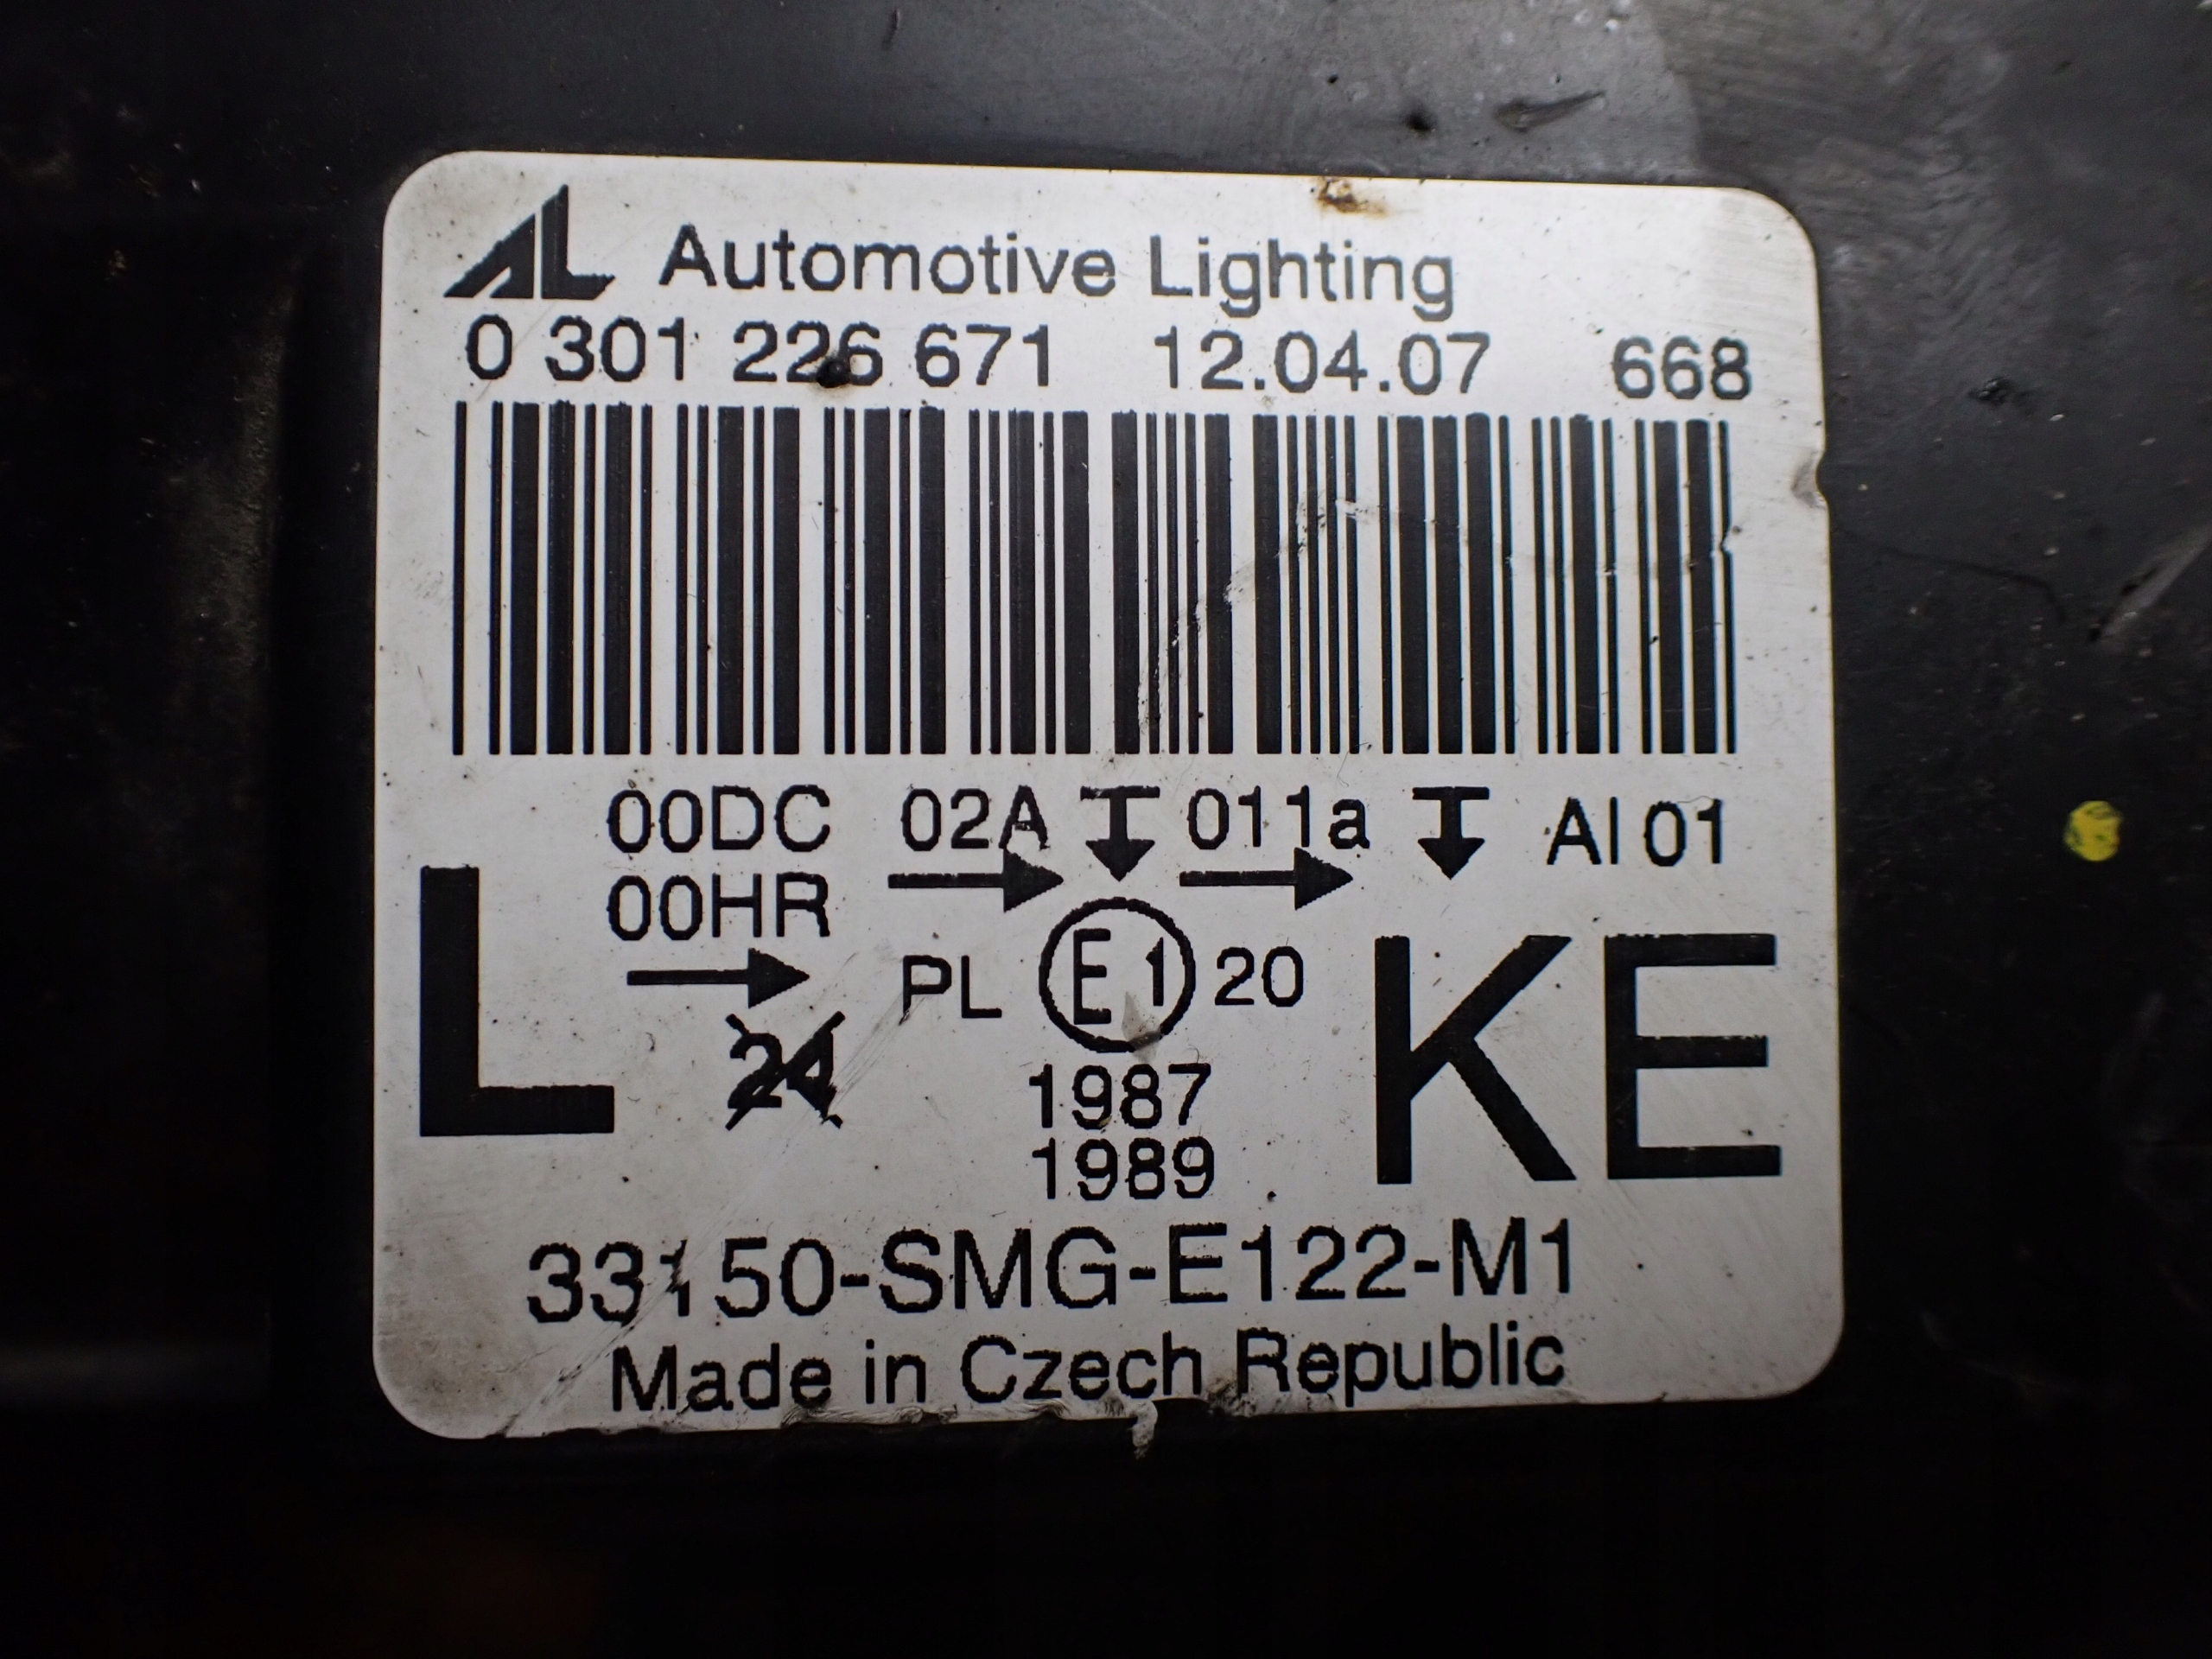 AL Automotive Lighting
0 301 226 671 12.04.07 668
00DC 02A 011a AI 01
00HR
L PL E1 20 KE
24
1987
1989
33150-SMG-E122-M1
Made in Czech Republic